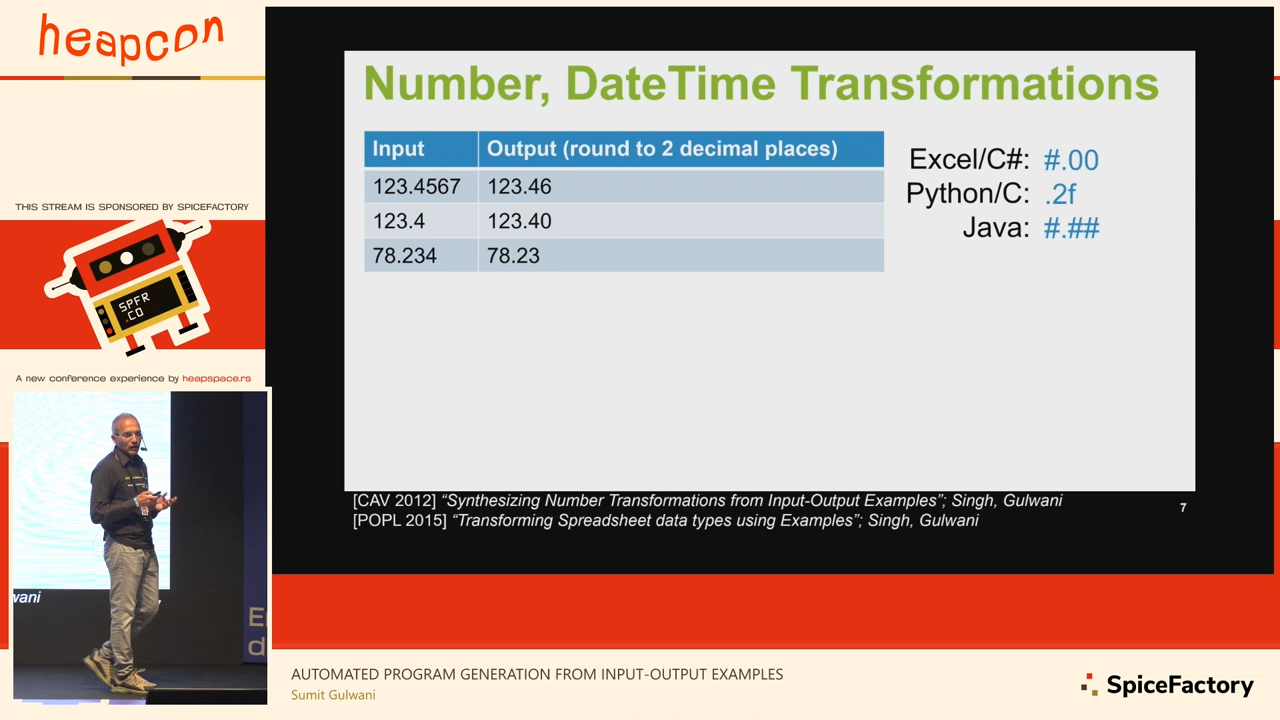 heapcon
THIS STREAM IS SPONSORED BY SPICEFACTORY
SPFR
.CO
A new conference experience by heapspace.rs
Number, DateTime Transformations
Input Output (round to 2 decimal places)
123.4567 123.46
123.4 123.40
78.234 78.23
Excel/C#: #.00
Python/C: .2f
Java: #.##
[CAV 2012] “Synthesizing Number Transformations from Input-Output Examples”; Singh, Gulwani
[POPL 2015] “Transforming Spreadsheet data types using Examples”; Singh, Gulwani
7
wani
AUTOMATED PROGRAM GENERATION FROM INPUT-OUTPUT EXAMPLES
Sumit Gulwani
SpiceFactory